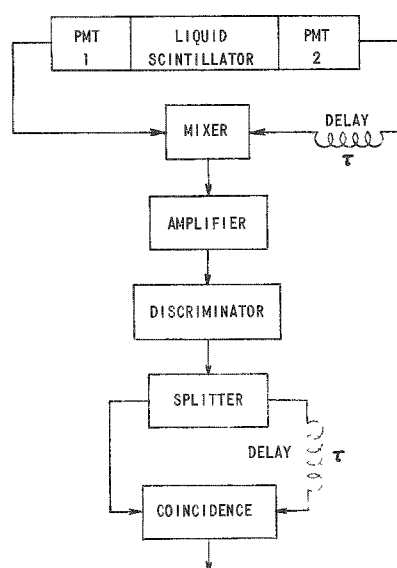 PMT
1
LIQUID
SCINTILLATOR
PMT
2
MIXER
DELAY
τ
AMPLIFIER
DISCRIMINATOR
SPLITTER
DELAY
τ
COINCIDENCE